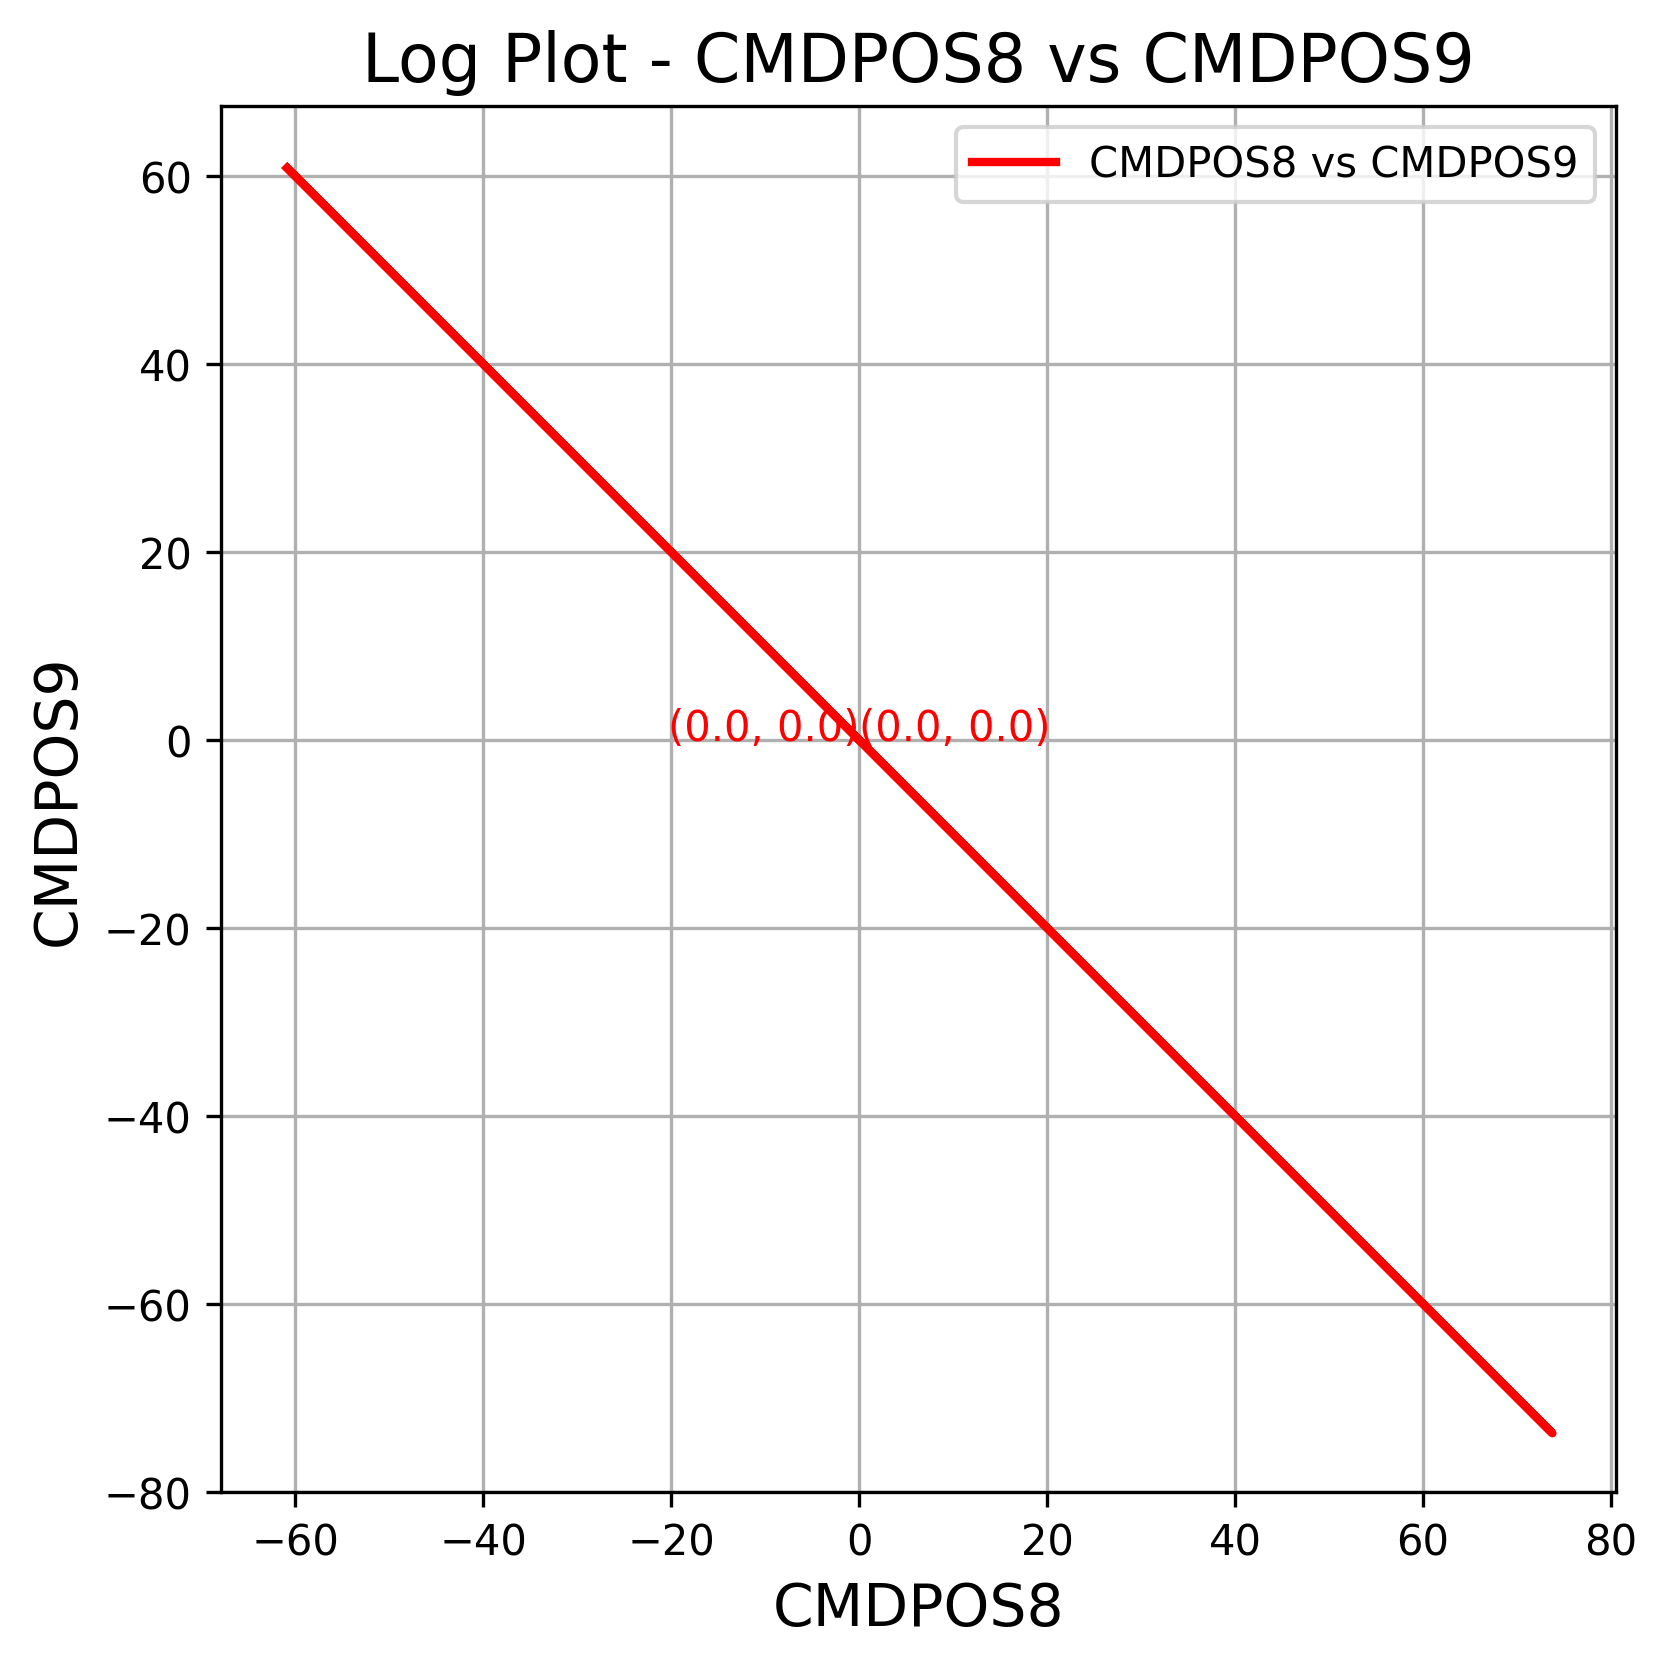 Log Plot - CMDPOS8 vs CMDPOS9
CMDPOS8 vs CMDPOS9
60
40
20
0
−20
−40
−60
−80
CMDPOS9
(0.0, 0.0)(0.0, 0.0)
−60 −40 −20 0 20 40 60 80
CMDPOS8